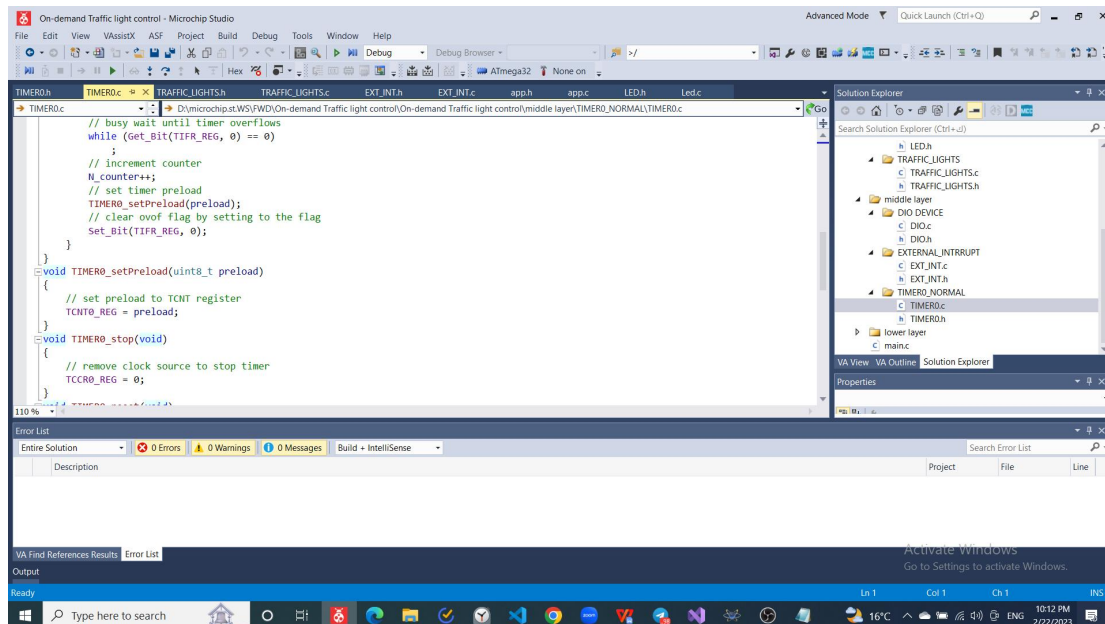 On-demand Traffic light control - Microchip Studio
Advanced Mode
Quick Launch (Ctrl+Q)
File Edit View VAssistX ASF Project Build Debug Tools Window Help
Debug
Debug Browser
>/
Hex
ATmega32
None on
TIMER0.h TIMER0.c TRAFFIC_LIGHTS.h TRAFFIC_LIGHTS.c EXT_INT.h EXT_INT.c app.h app.c LED.h Led.c
TIMER0.c
D:\microchip.st.WS\FWD\On-demand Traffic light control\On-demand Traffic light control\middle layer\TIMER0_NORMAL\TIMER0.c
Go
// busy wait until timer overflows
while (Get_Bit(TIFR_REG, 0) == 0)
;
// increment counter
N_counter++;
// set timer preload
TIMER0_setPreload(preload);
// clear ovof flag by setting to the flag
Set_Bit(TIFR_REG, 0);
}
}
void TIMER0_setPreload(uint8_t preload)
{
// set preload to TCNT register
TCNT0_REG = preload;
}
void TIMER0_stop(void)
{
// remove clock source to stop timer
TCCR0_REG = 0;
}
110 %
Solution Explorer
Search Solution Explorer
LED.h
TRAFFIC_LIGHTS
TRAFFIC_LIGHTS.c
TRAFFIC_LIGHTS.h
middle layer
DIO DEVICE
DIO.c
DIO.h
EXTERNAL_INTRRUPT
EXT_INT.c
EXT_INT.h
TIMER0_NORMAL
TIMER0.c
TIMER0.h
lower layer
main.c
VA View VA Outline Solution Explorer
Properties
Error List
Entire Solution 0 Errors 0 Warnings 0 Messages Build + IntelliSense
Search Error List
Description Project File Line
VA Find References Results Error List
Output
Activate Windows
Go to Settings to activate Windows.
Ready
Ln 1 Col 1 Ch 1 INS
Type here to search
16°C
ENG
10:12 PM
2/22/2023